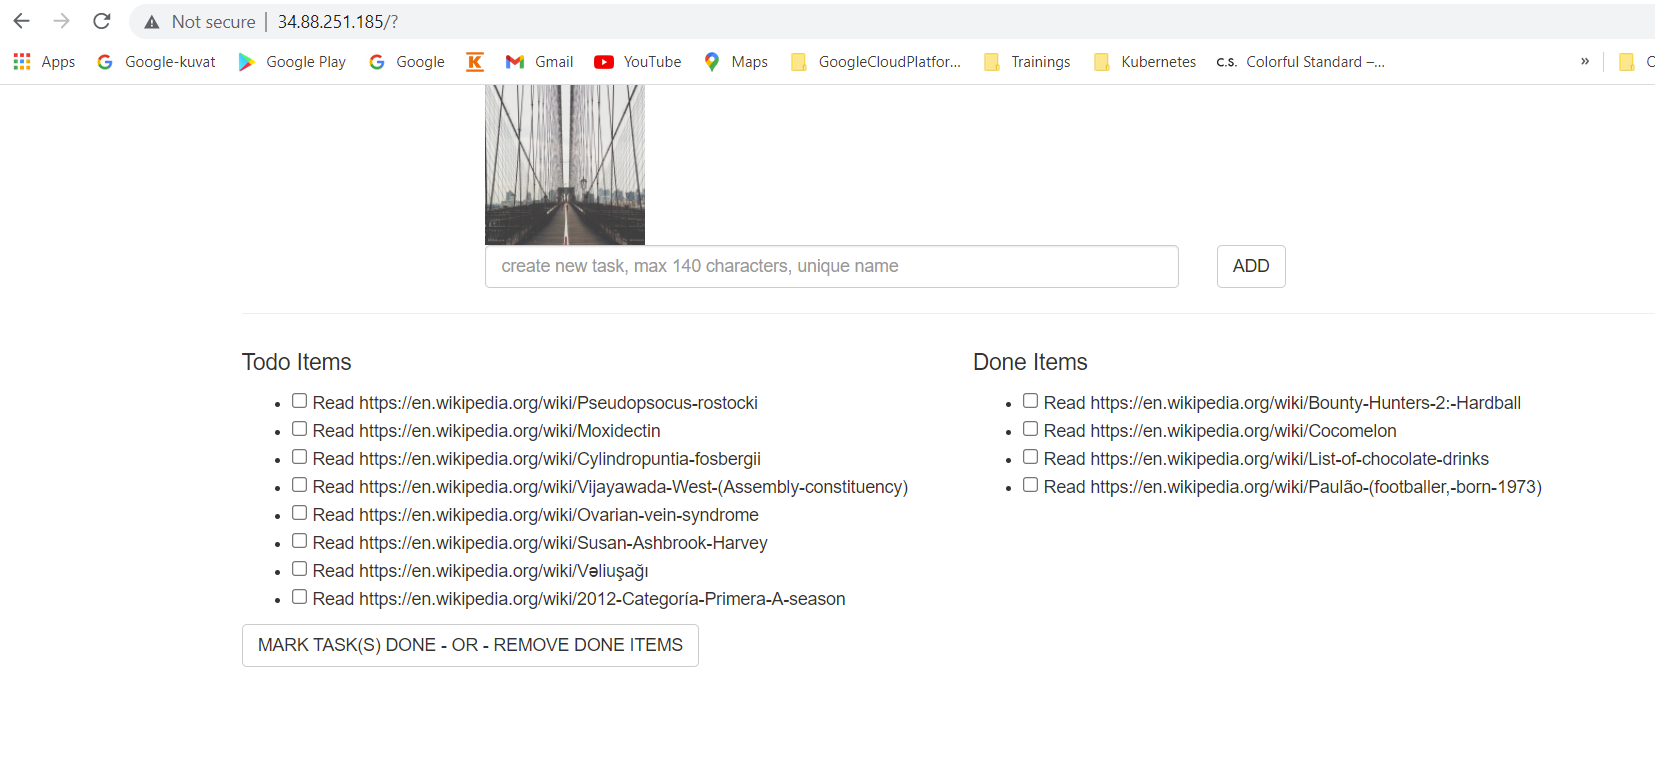 Not secure | 34.88.251.185/?
Apps Google-kuvat Google Play Google K Gmail YouTube Maps GoogleCloudPlatfor... Trainings Kubernetes C.S. Colorful Standard –... »
create new task, max 140 characters, unique name ADD
Todo Items
Read https://en.wikipedia.org/wiki/Pseudopsocus-rostocki
Read https://en.wikipedia.org/wiki/Moxidectin
Read https://en.wikipedia.org/wiki/Cylindropuntia-fosbergii
Read https://en.wikipedia.org/wiki/Vijayawada-West-(Assembly-constituency)
Read https://en.wikipedia.org/wiki/Ovarian-vein-syndrome
Read https://en.wikipedia.org/wiki/Susan-Ashbrook-Harvey
Read https://en.wikipedia.org/wiki/Vəliuşağı
Read https://en.wikipedia.org/wiki/2012-Categoría-Primera-A-season
MARK TASK(S) DONE - OR - REMOVE DONE ITEMS
Done Items
Read https://en.wikipedia.org/wiki/Bounty-Hunters-2:-Hardball
Read https://en.wikipedia.org/wiki/Cocomelon
Read https://en.wikipedia.org/wiki/List-of-chocolate-drinks
Read https://en.wikipedia.org/wiki/Paulão-(footballer,-born-1973)